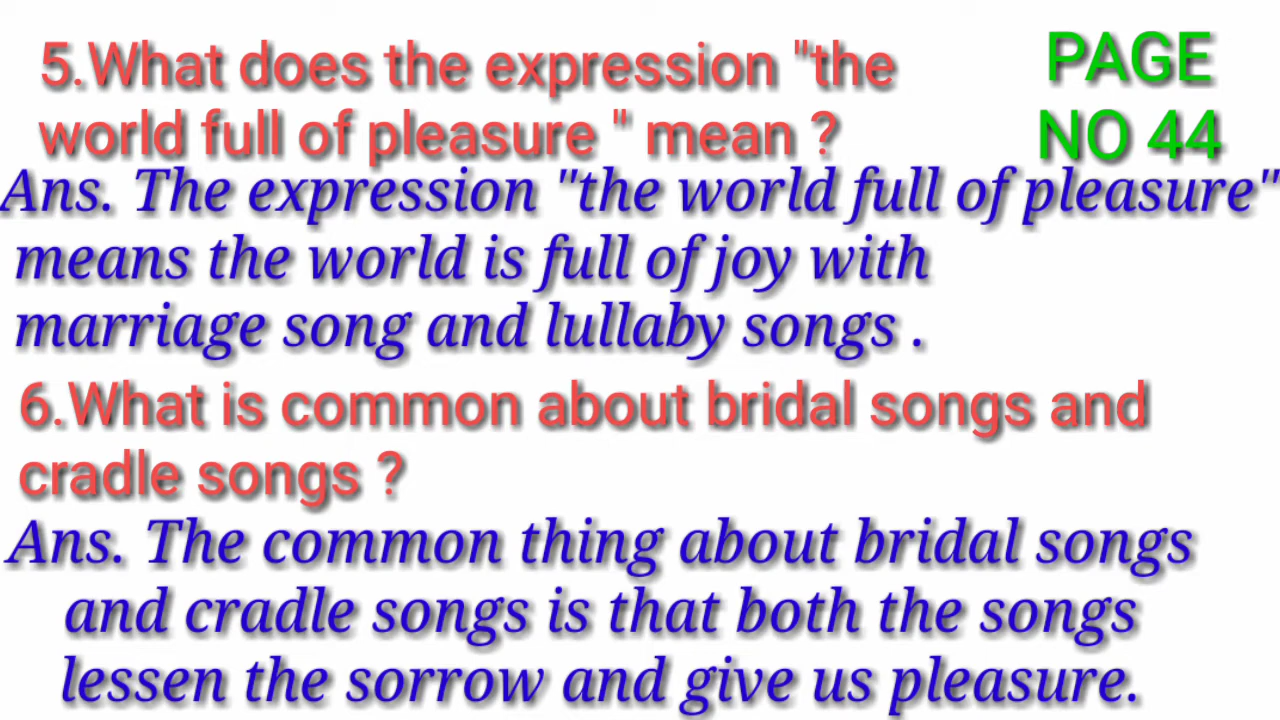 5.What does the expression "the
world full of pleasure " mean ?
PAGE
NO 44
Ans. The expression "the world full of pleasure"
means the world is full of joy with
marriage song and lullaby songs .
6.What is common about bridal songs and
cradle songs ?
Ans. The common thing about bridal songs
and cradle songs is that both the songs
lessen the sorrow and give us pleasure.